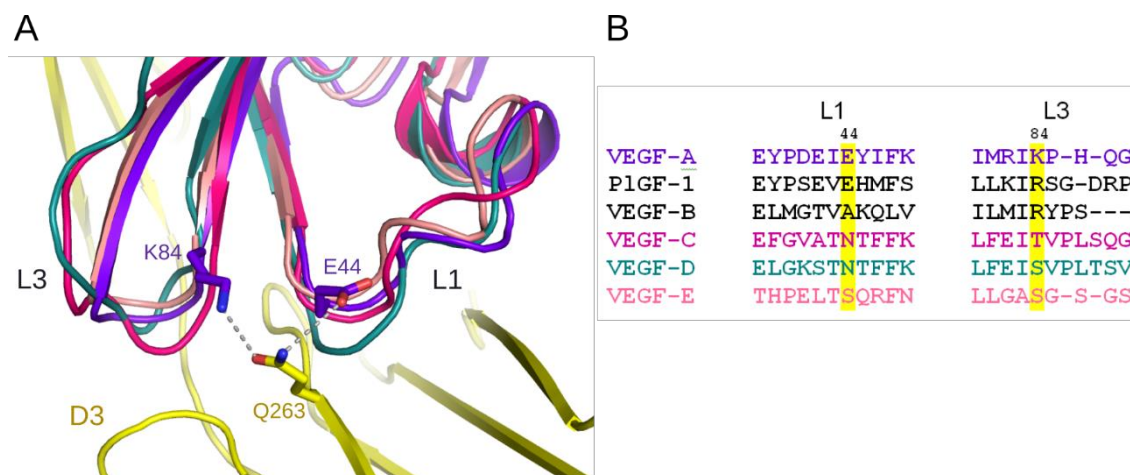 A
K84
E44
L3
L1
Q263
D3
B
L1 L3
44 84
VEGF-A EYPDEIEYIFK IMRIKP-H-QG
PlGF-1 EYPSEVEHMFS LLKIRSG-DRP
VEGF-B ELMGTVAKQLV ILMIRYPS---
VEGF-C EFGVATNTFFK LFEITVPLSQG
VEGF-D ELGKSTNTFFK LFEISVPLTSV
VEGF-E THPELTSQRFN LLGASG-S-GS